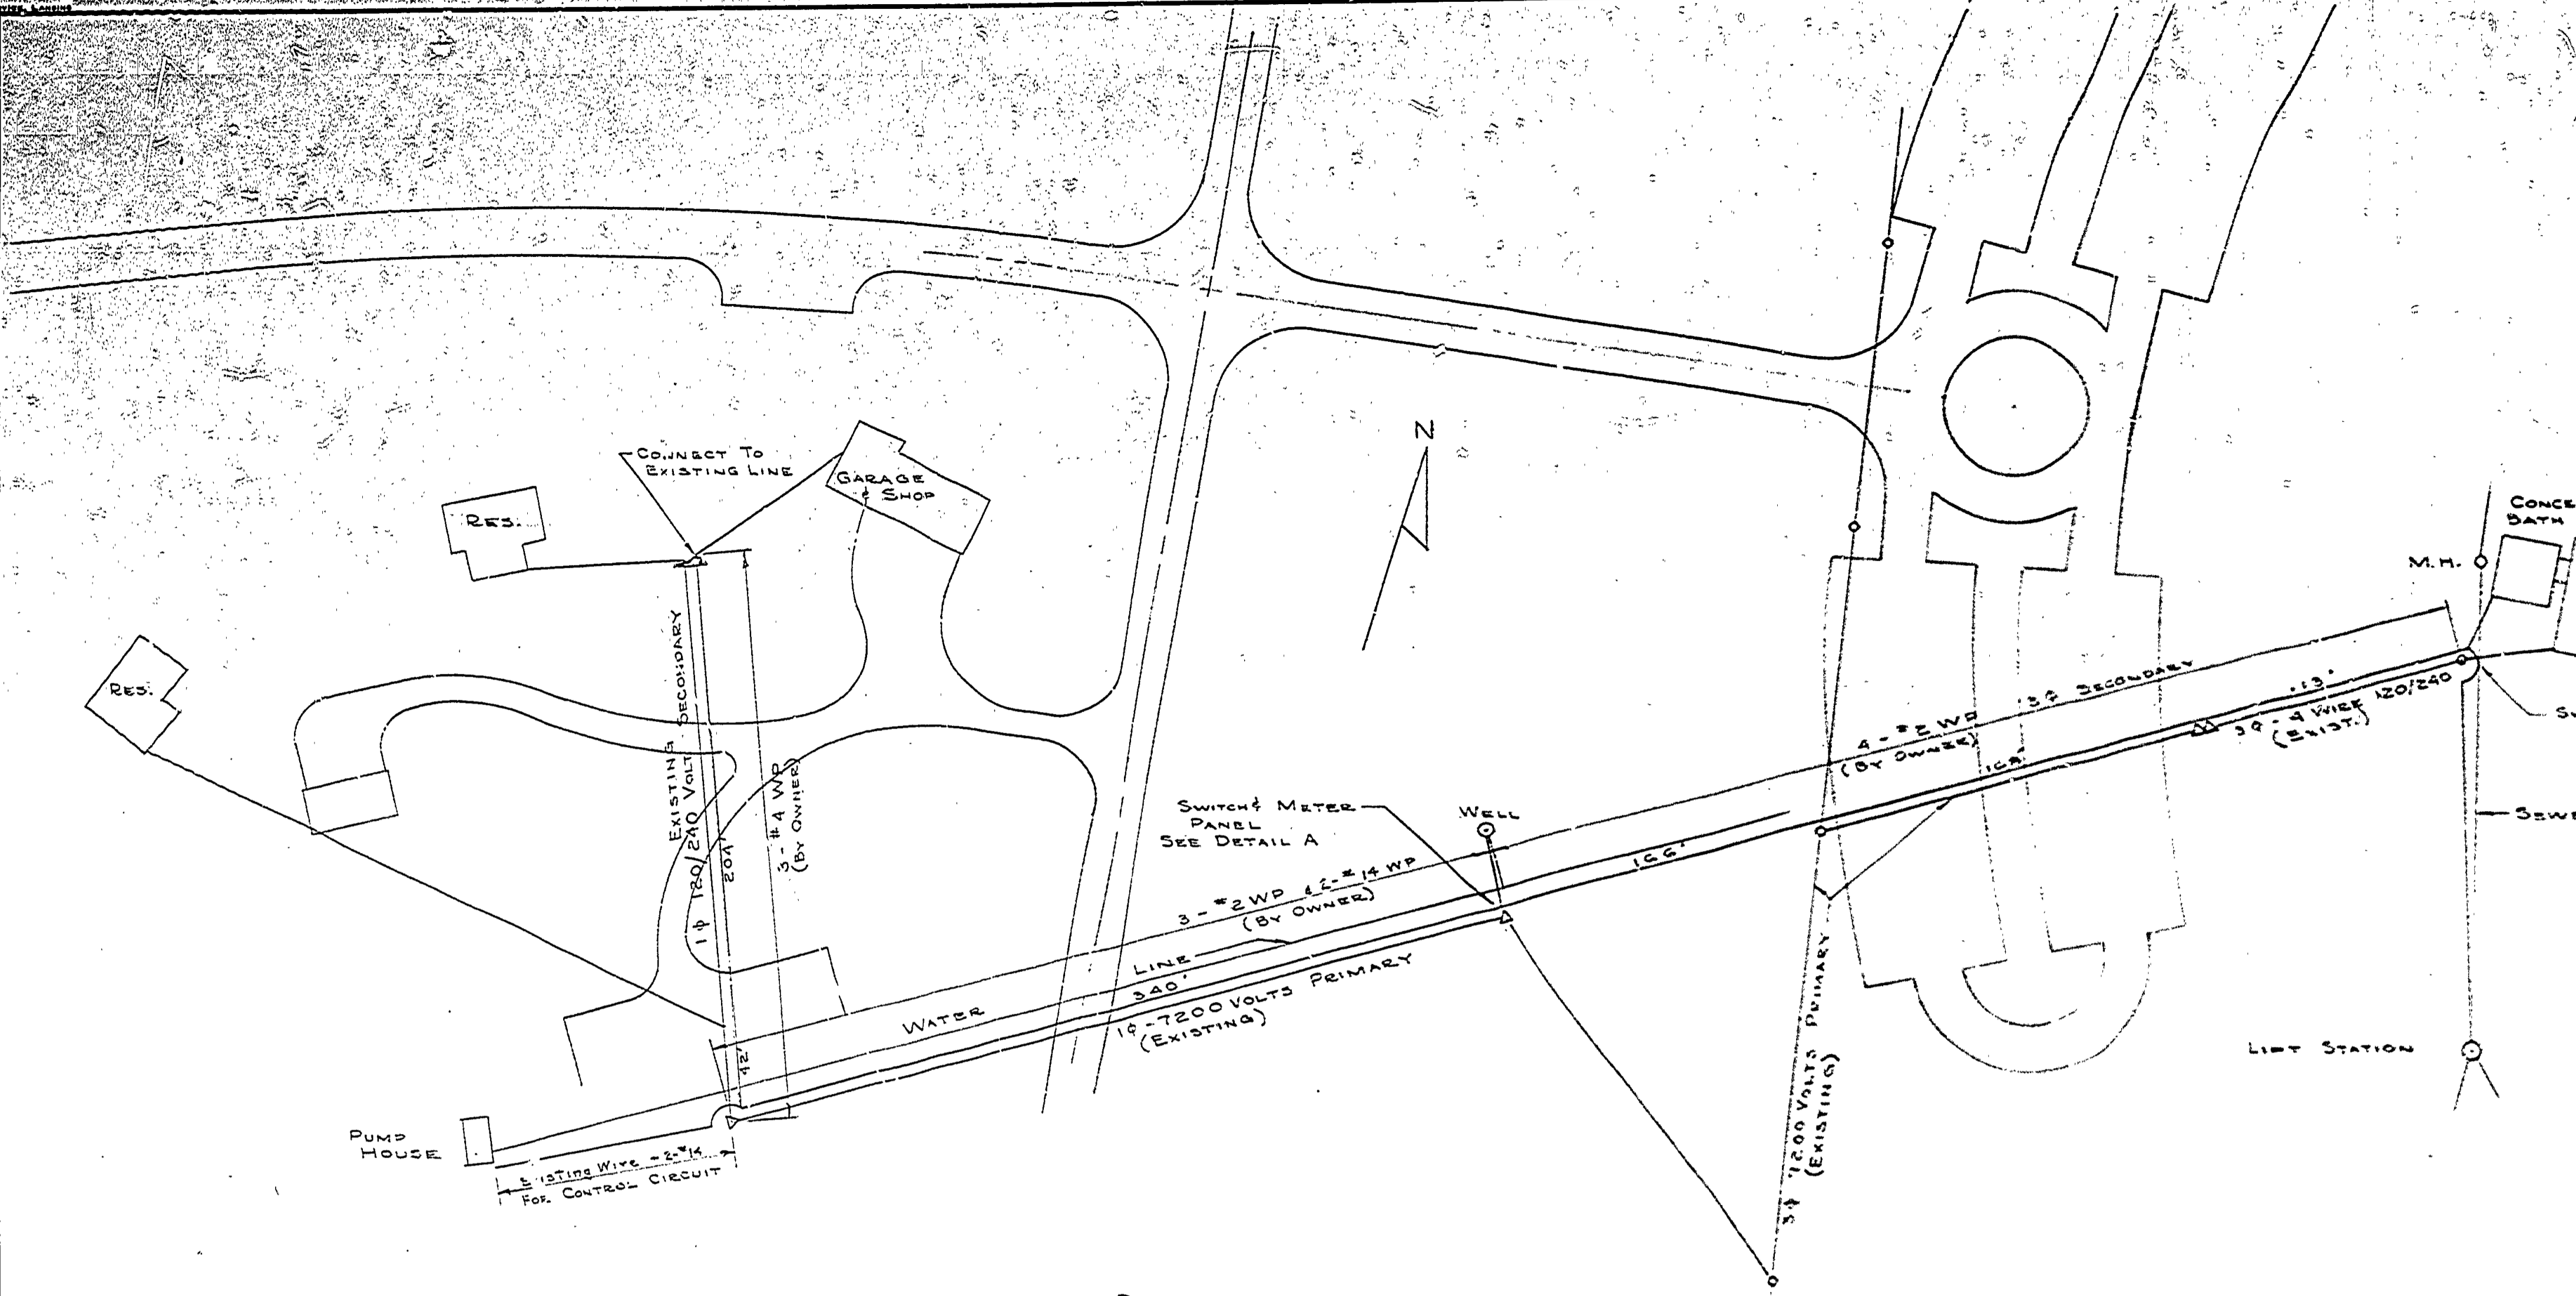 N
CONNECT TO
EXISTING LINE
GARAGE
& SHOP
RES.
RES.
M.H.
EXISTING
1φ 120/240 VOLT SECONDARY
204'
3 - #4 WP
(BY OWNER)
42'
SWITCH & METER
PANEL
SEE DETAIL A
WELL
3 - #2 WP & 2 - #14 WP
(BY OWNER)
WATER LINE
340'
1φ - 7200 VOLTS PRIMARY
(EXISTING)
166'
4 - #2 WP 3φ SECONDARY
(BY OWNER)
3φ - 4 WIRE 120/240
(EXIST.)
3φ 7200 VOLTS PRIMARY
(EXISTING)
LIFT STATION
PUMP
HOUSE
Existing Wire - 2-#14
FOR CONTROL CIRCUIT